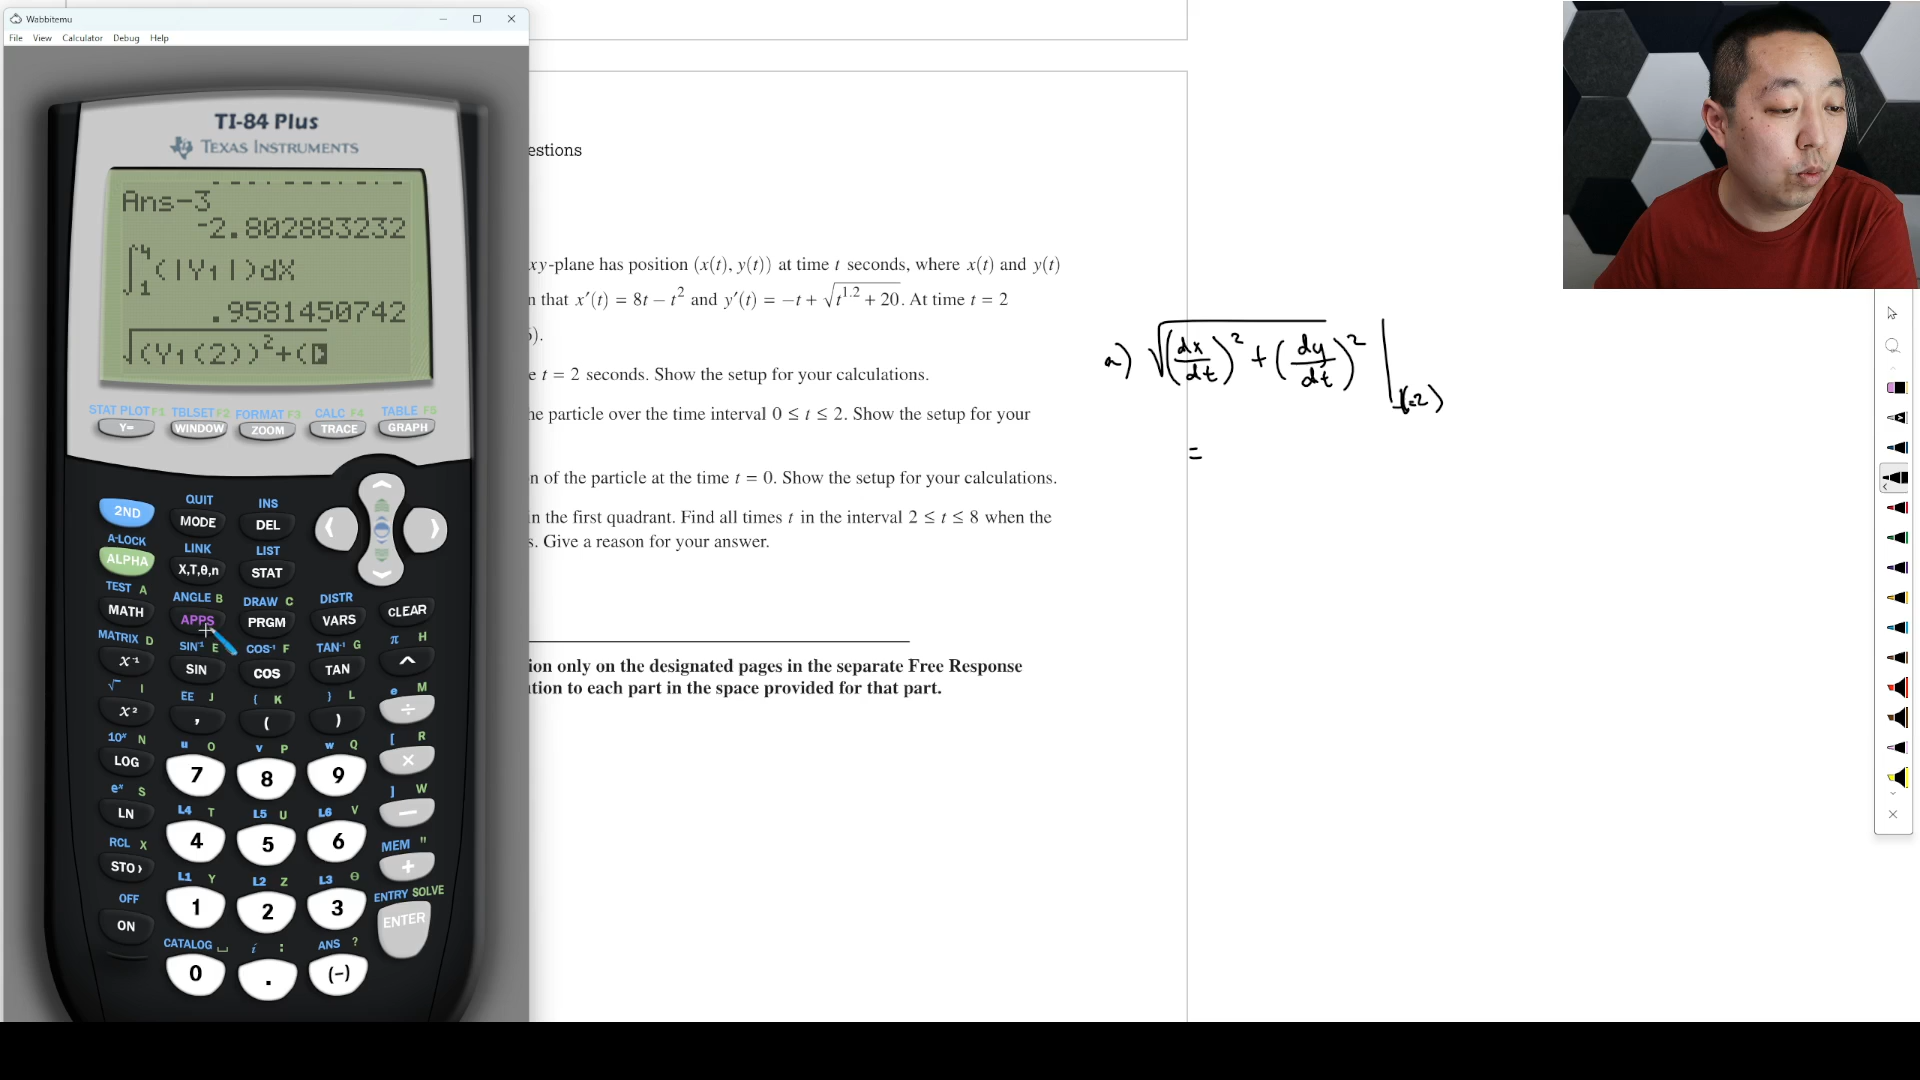 Wabbitemu
File View Calculator Debug Help
TI-84 Plus
TEXAS INSTRUMENTS
Ans-3
-2.802883232
∫₁⁴(|Y₁|)dX
.9581450742
√(Y₁(2))²+(
STAT PLOT F1 TBLSET F2 FORMAT F3 CALC F4 TABLE F5
Y= WINDOW ZOOM TRACE GRAPH
QUIT INS
2ND MODE DEL
A-LOCK LINK LIST
ALPHA X,T,θ,n STAT
TEST A ANGLE B DRAW C DISTR
MATH APPS PRGM VARS CLEAR
MATRIX D SIN⁻¹ E COS⁻¹ F TAN⁻¹ G π H
X⁻¹ SIN COS TAN ^
√ I EE J { K } L e M
X² , ( ) ÷
10ˣ N u O v P w Q [ R
LOG 7 8 9 ×
eˣ S L4 T L5 U L6 V ] W
LN 4 5 6 −
RCL X L1 Y L2 Z L3 θ MEM "
STO› 1 2 3 +
OFF CATALOG ␣ i : ANS ? ENTRY SOLVE
ON 0 . (-) ENTER
estions
xy-plane has position (x(t), y(t)) at time t seconds, where x(t) and y(t)
n that x′(t) = 8t − t² and y′(t) = −t + √(t^1.2 + 20). At time t = 2
).
e t = 2 seconds. Show the setup for your calculations.
he particle over the time interval 0 ≤ t ≤ 2. Show the setup for your
n of the particle at the time t = 0. Show the setup for your calculations.
in the first quadrant. Find all times t in the interval 2 ≤ t ≤ 8 when the
s. Give a reason for your answer.
ion only on the designated pages in the separate Free Response
tion to each part in the space provided for that part.
a) √(dx/dt)² + (dy/dt)² |
=